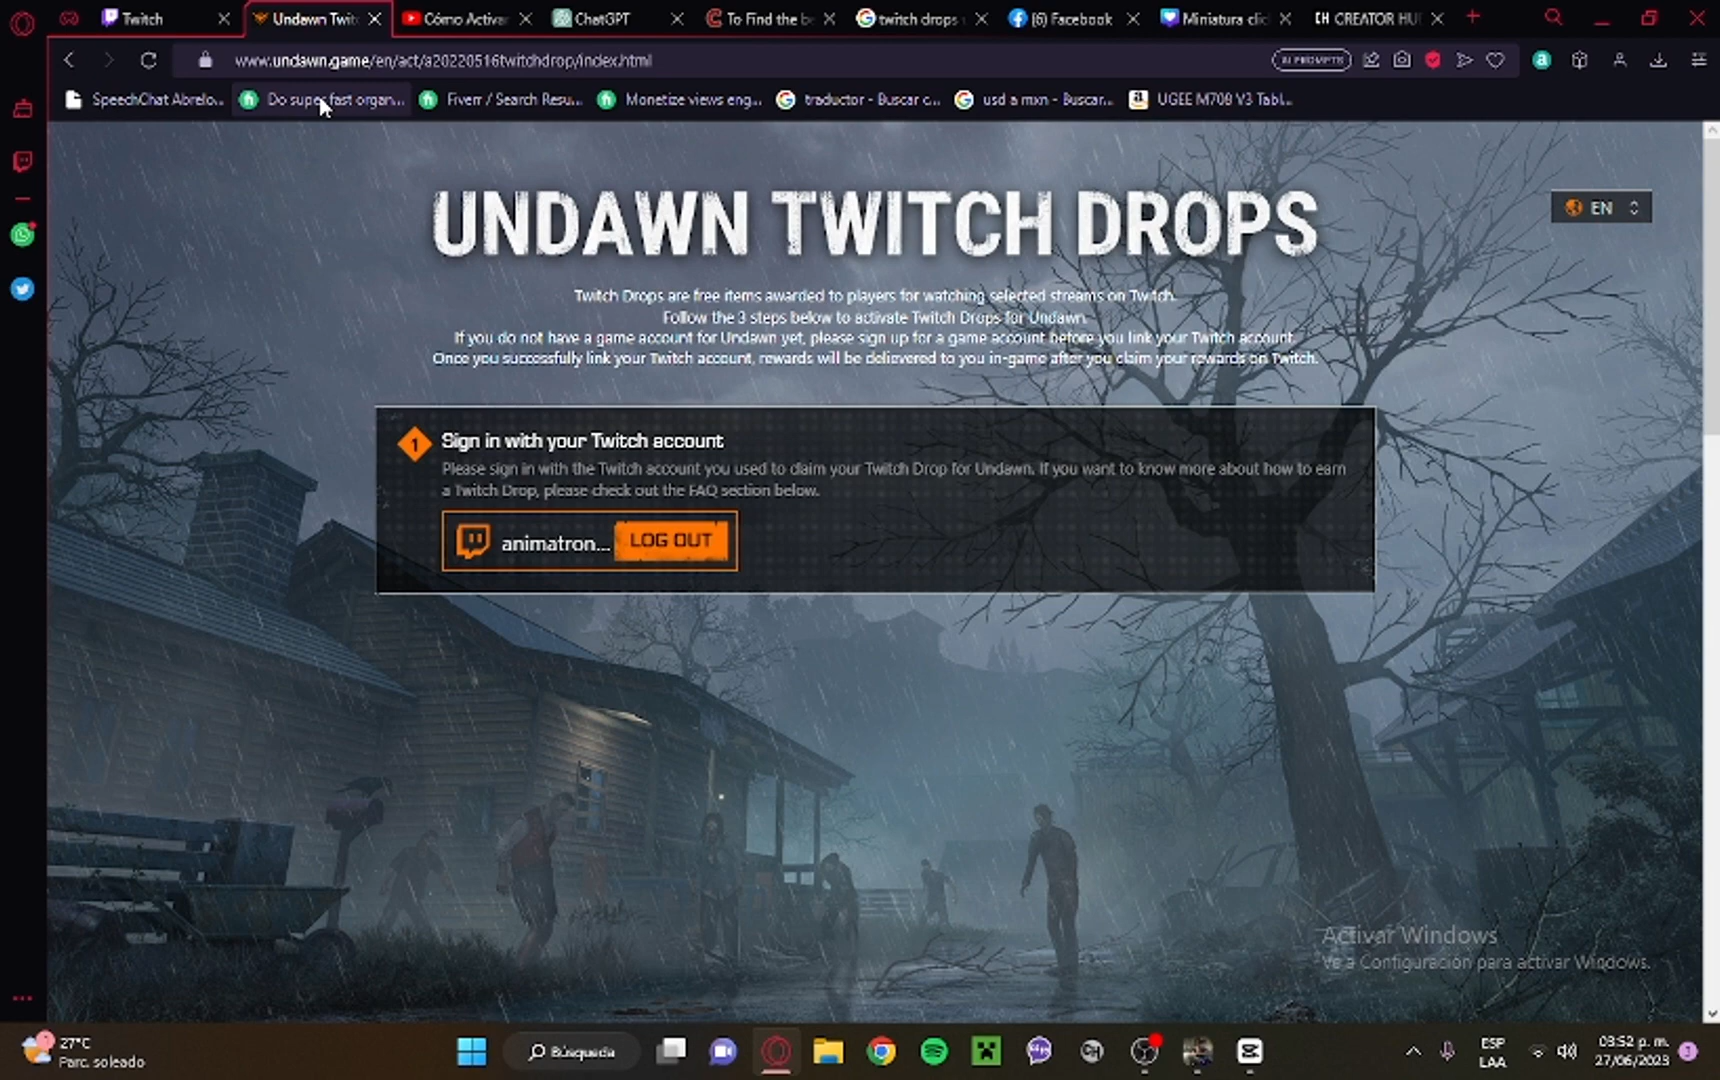 Twitch
Undawn Twit
Cómo Activar
ChatGPT
To Find the b
twitch drops
(6) Facebook
Miniatura clic
CREATOR HU
www.undawn.game/en/act/a20220516twitchdrop/index.html
AI PROMPTS
SpeechChat Abrelo...
Do super fast organ...
Fiverr / Search Resu...
Monetize views eng...
traductor - Buscar c...
usd a mxn - Buscar...
UGEE M708 V3 Tabl...
UNDAWN TWITCH DROPS
EN
Twitch Drops are free items awarded to players for watching selected streams on Twitch.
Follow the 3 steps below to activate Twitch Drops for Undawn.
If you do not have a game account for Undawn yet, please sign up for a game account before you link your Twitch account.
Once you successfully link your Twitch account, rewards will be delievered to you in-game after you claim your rewards on Twitch.
1
Sign in with your Twitch account
Please sign in with the Twitch account you used to claim your Twitch Drop for Undawn. If you want to know more about how to earn
a Twitch Drop, please check out the FAQ section below.
animatron...
LOG OUT
Activar Windows
Ve a Configuración para activar Windows.
27°C
Parc. soleado
Búsqueda
ESP
LAA
03:52 p. m.
27/06/2023